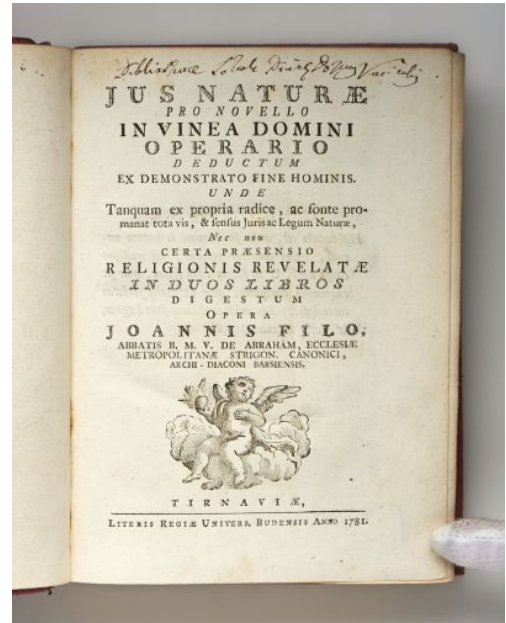 JUS NATURÆ
PRO NOVELLO
IN VINEA DOMINI
OPERARIO
DEDUCTUM
EX DEMONSTRATO FINE HOMINIS.
UNDE
Tanquam ex propria radice, ac fonte pro-
manat tota vis, & sensus Juris ac Legum Naturæ,
Nec non
CERTA PRÆSENSIO
RELIGIONIS REVELATÆ
IN DUOS LIBROS
DIGESTUM
OPERA
JOANNIS FILO,
ABBATIS B. M. V. DE ABRAHÁM, ECCLESIÆ
METROPOLITANÆ STRIGON. CANONICI,
ARCHI-DIACONI BARSIENSIS.
TIRNAVIÆ,
LITERIS REGIÆ UNIVERS. BUDENSIS ANNO 1781.